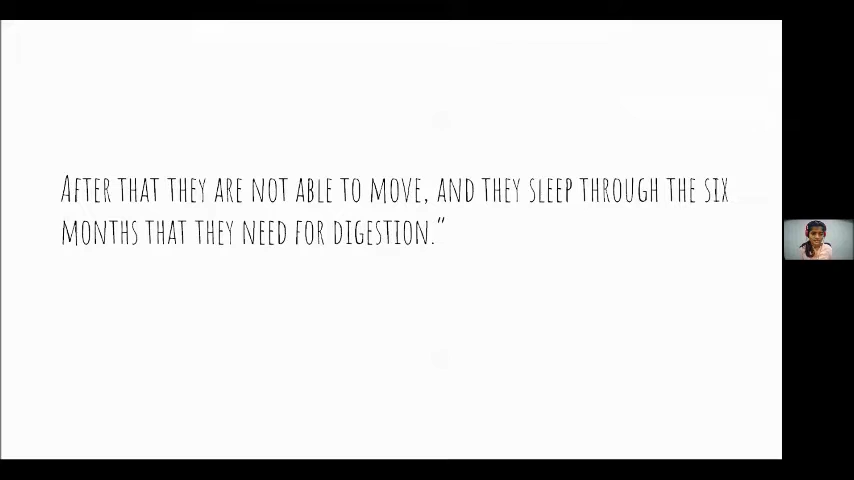 AFTER THAT THEY ARE NOT ABLE TO MOVE, AND THEY SLEEP THROUGH THE SIX
MONTHS THAT THEY NEED FOR DIGESTION.”